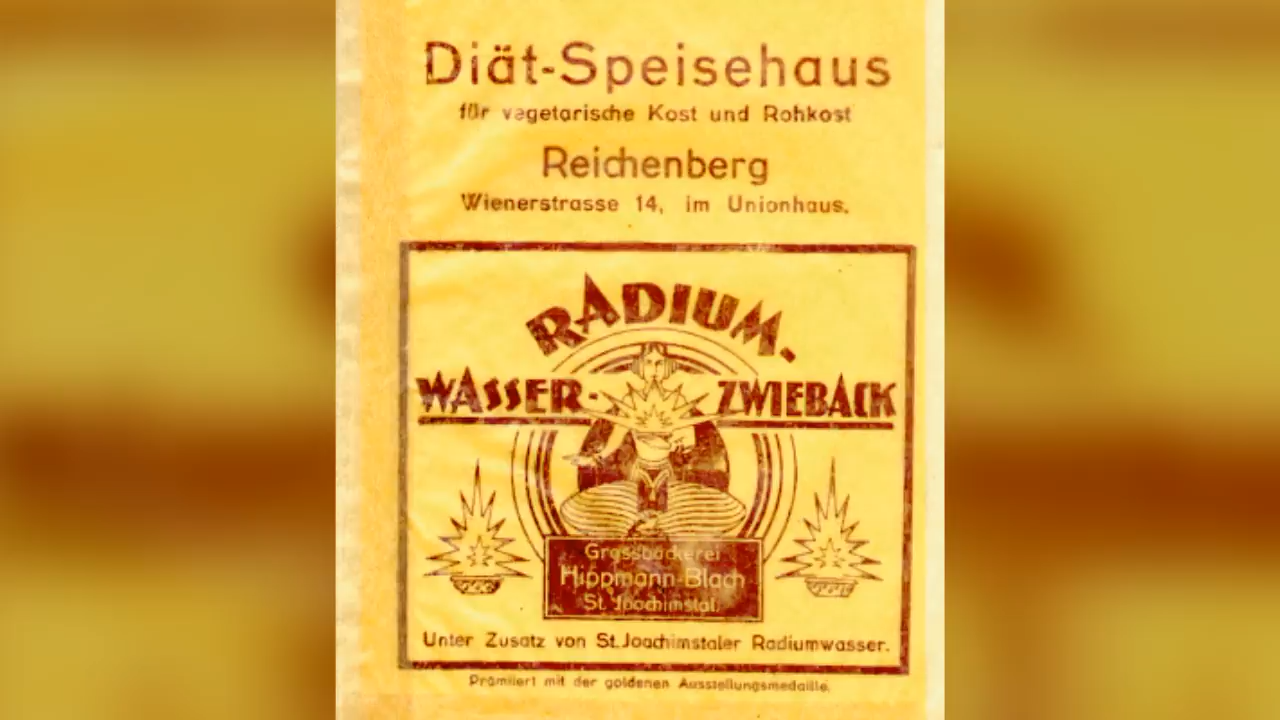 Diät-Speisehaus
für vegetarische Kost und Rohkost
Reichenberg
Wienerstrasse 14, im Unionhaus.
RADIUM-
WASSER-ZWIEBACK
Grossbäckerei
Hippmann-Blach
St. Joachimstal.
Unter Zusatz von St. Joachimstaler Radiumwasser.
Prämiiert mit der goldenen Ausstellungsmedaille.